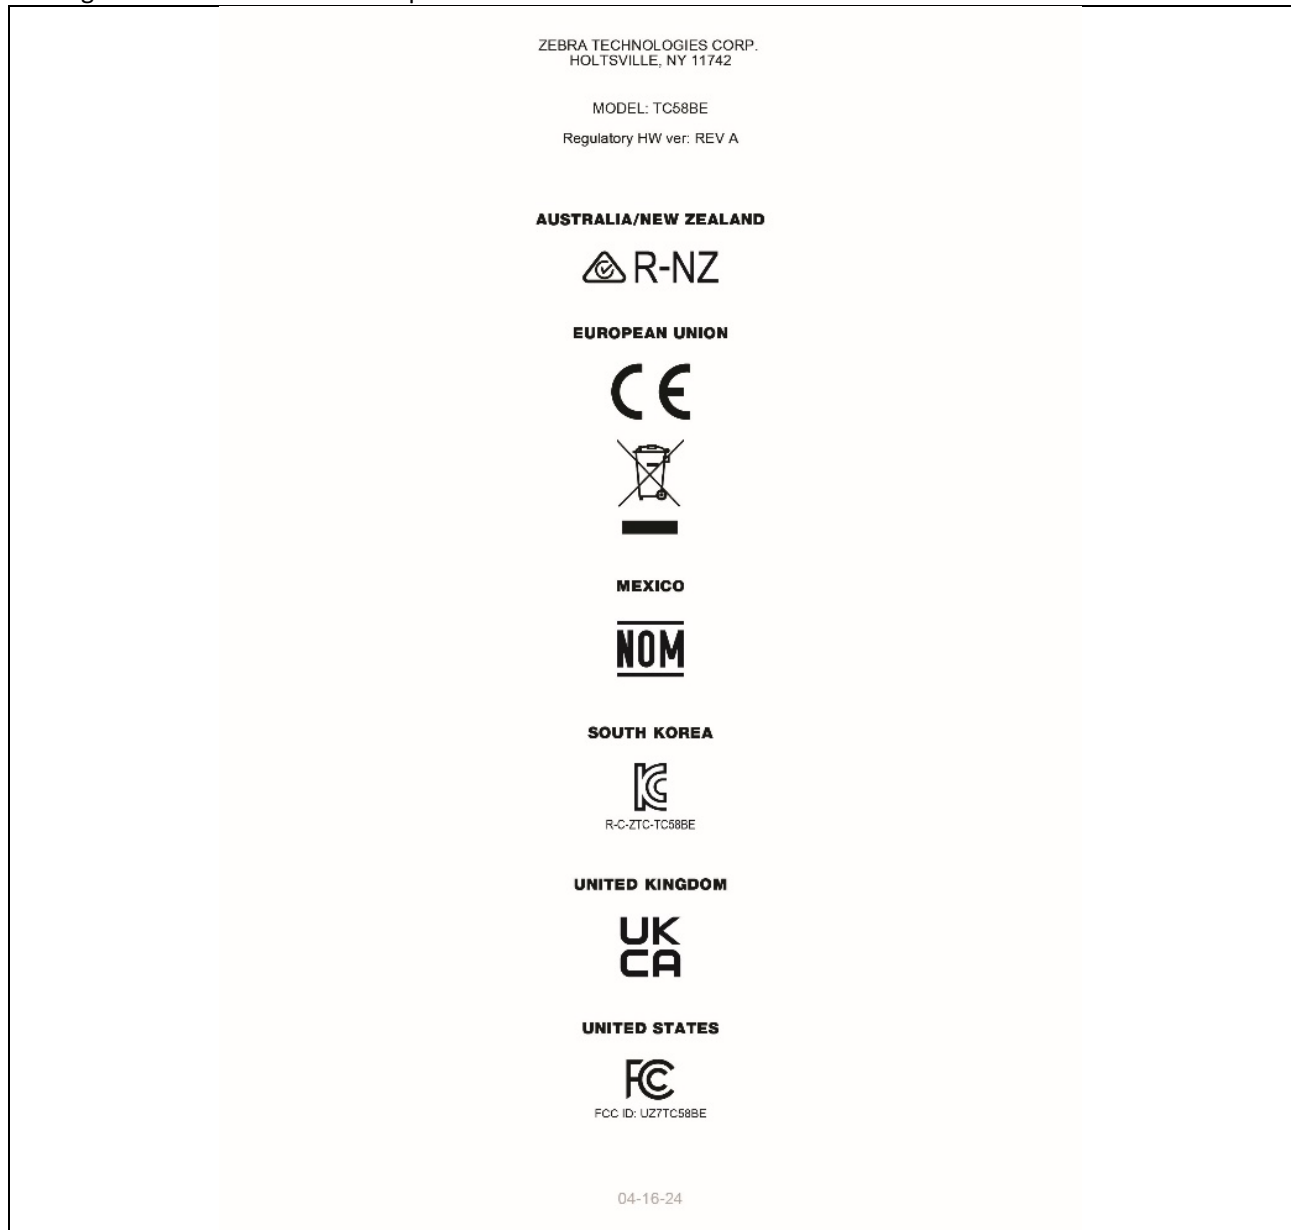 ZEBRA TECHNOLOGIES CORP.
HOLTSVILLE, NY 11742
MODEL: TC58BE
Regulatory HW ver: REV A
AUSTRALIA/NEW ZEALAND
R-NZ
EUROPEAN UNION
CE
MEXICO
NOM
SOUTH KOREA
KC
R-C-ZTC-TC58BE
UNITED KINGDOM
UK
CA
UNITED STATES
FC
FCC ID: UZ7TC58BE
04-16-24